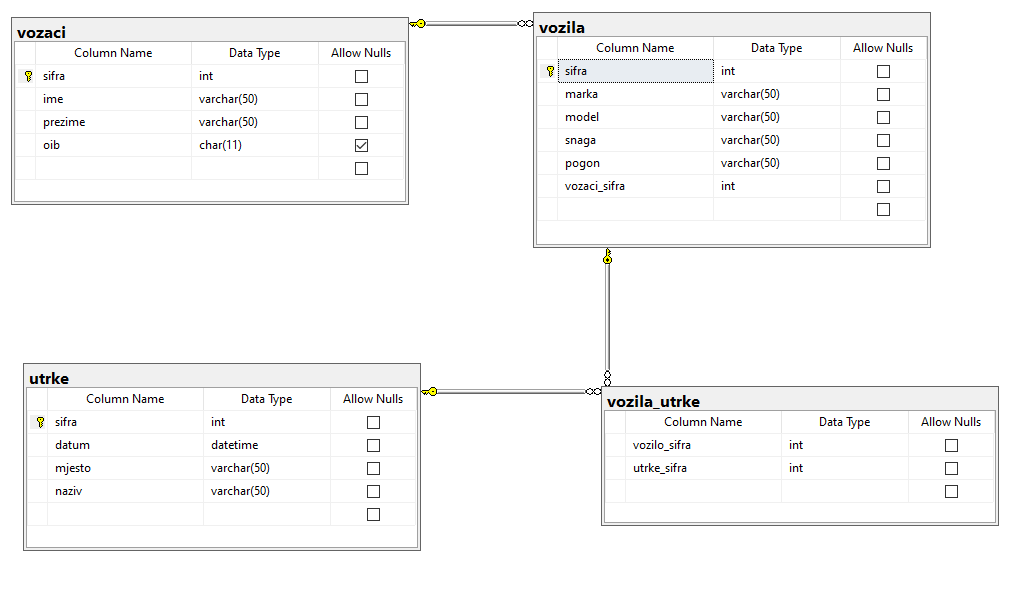 vozaci
Column Name Data Type Allow Nulls
sifra int
ime varchar(50)
prezime varchar(50)
oib char(11)
vozila
Column Name Data Type Allow Nulls
sifra int
marka varchar(50)
model varchar(50)
snaga varchar(50)
pogon varchar(50)
vozaci_sifra int
utrke
Column Name Data Type Allow Nulls
sifra int
datum datetime
mjesto varchar(50)
naziv varchar(50)
vozila_utrke
Column Name Data Type Allow Nulls
vozilo_sifra int
utrke_sifra int